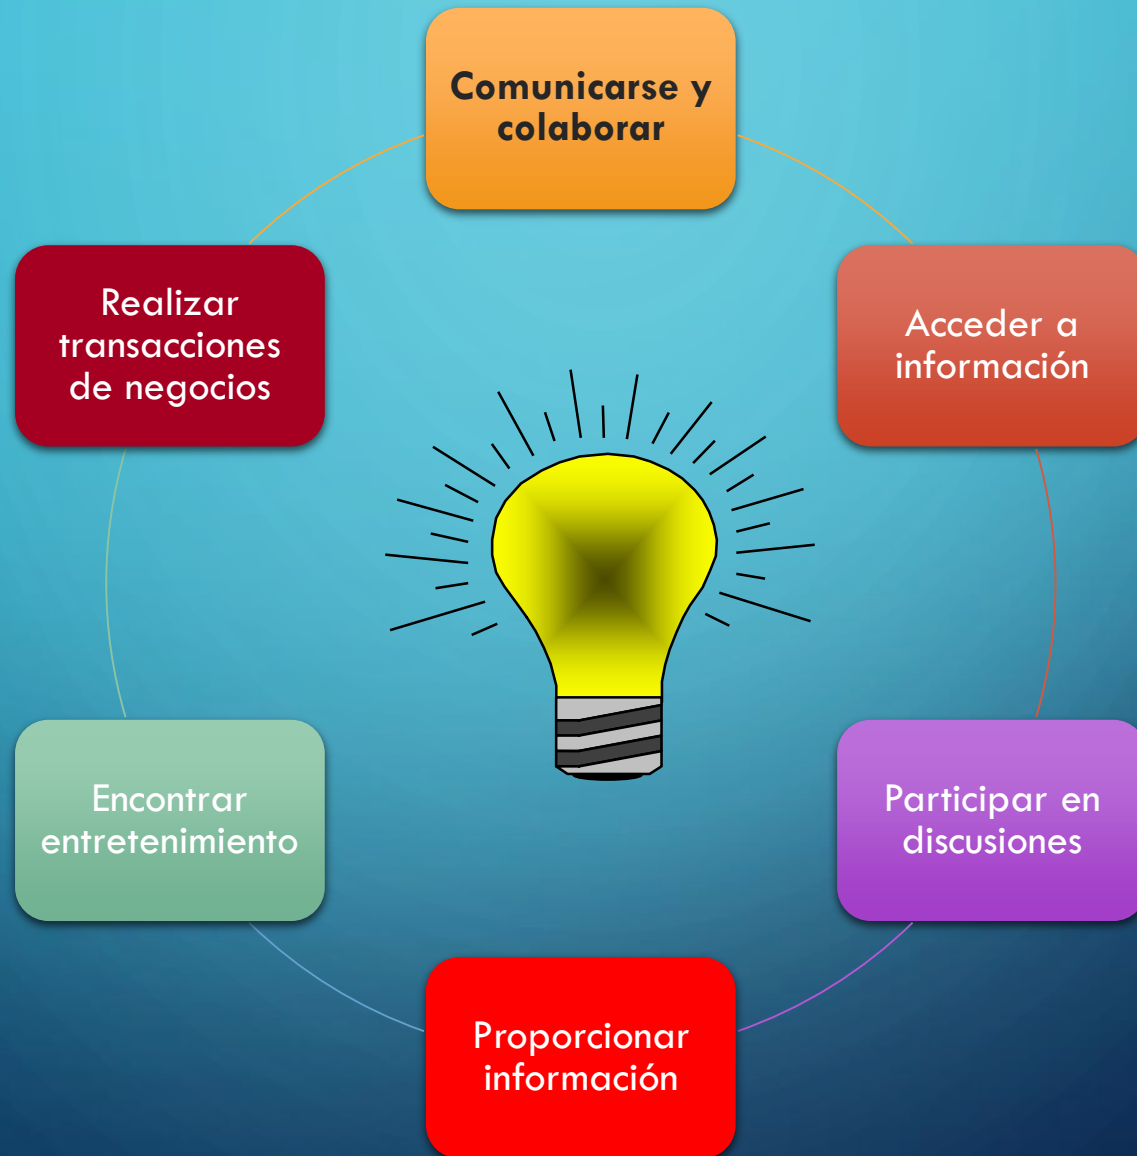 Comunicarse y
colaborar
Acceder a
información
Participar en
discusiones
Proporcionar
información
Encontrar
entretenimiento
Realizar
transacciones
de negocios